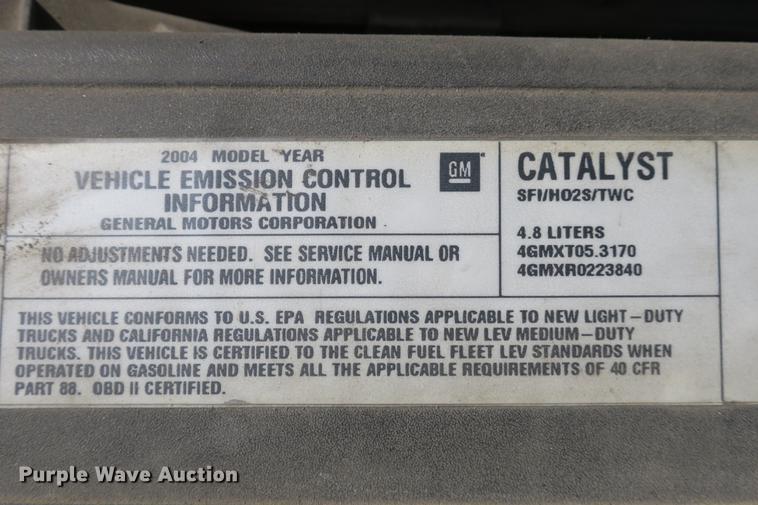 2004 MODEL YEAR
VEHICLE EMISSION CONTROL
INFORMATION
GENERAL MOTORS CORPORATION
GM
NO ADJUSTMENTS NEEDED. SEE SERVICE MANUAL OR
OWNERS MANUAL FOR MORE INFORMATION.
CATALYST
SFI/HO2S/TWC
4.8 LITERS
4GMXT05.3170
4GMXR0223840
THIS VEHICLE CONFORMS TO U.S. EPA REGULATIONS APPLICABLE TO NEW LIGHT-DUTY
TRUCKS AND CALIFORNIA REGULATIONS APPLICABLE TO NEW LEV MEDIUM-DUTY
TRUCKS. THIS VEHICLE IS CERTIFIED TO THE CLEAN FUEL FLEET LEV STANDARDS WHEN
OPERATED ON GASOLINE AND MEETS ALL THE APPLICABLE REQUIREMENTS OF 40 CFR
PART 88. OBD II CERTIFIED.
Purple Wave Auction